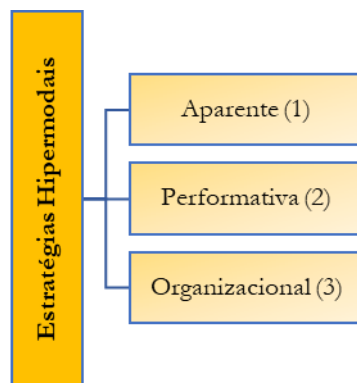 Estratégias Hipermodais
Aparente (1)
Performativa (2)
Organizacional (3)